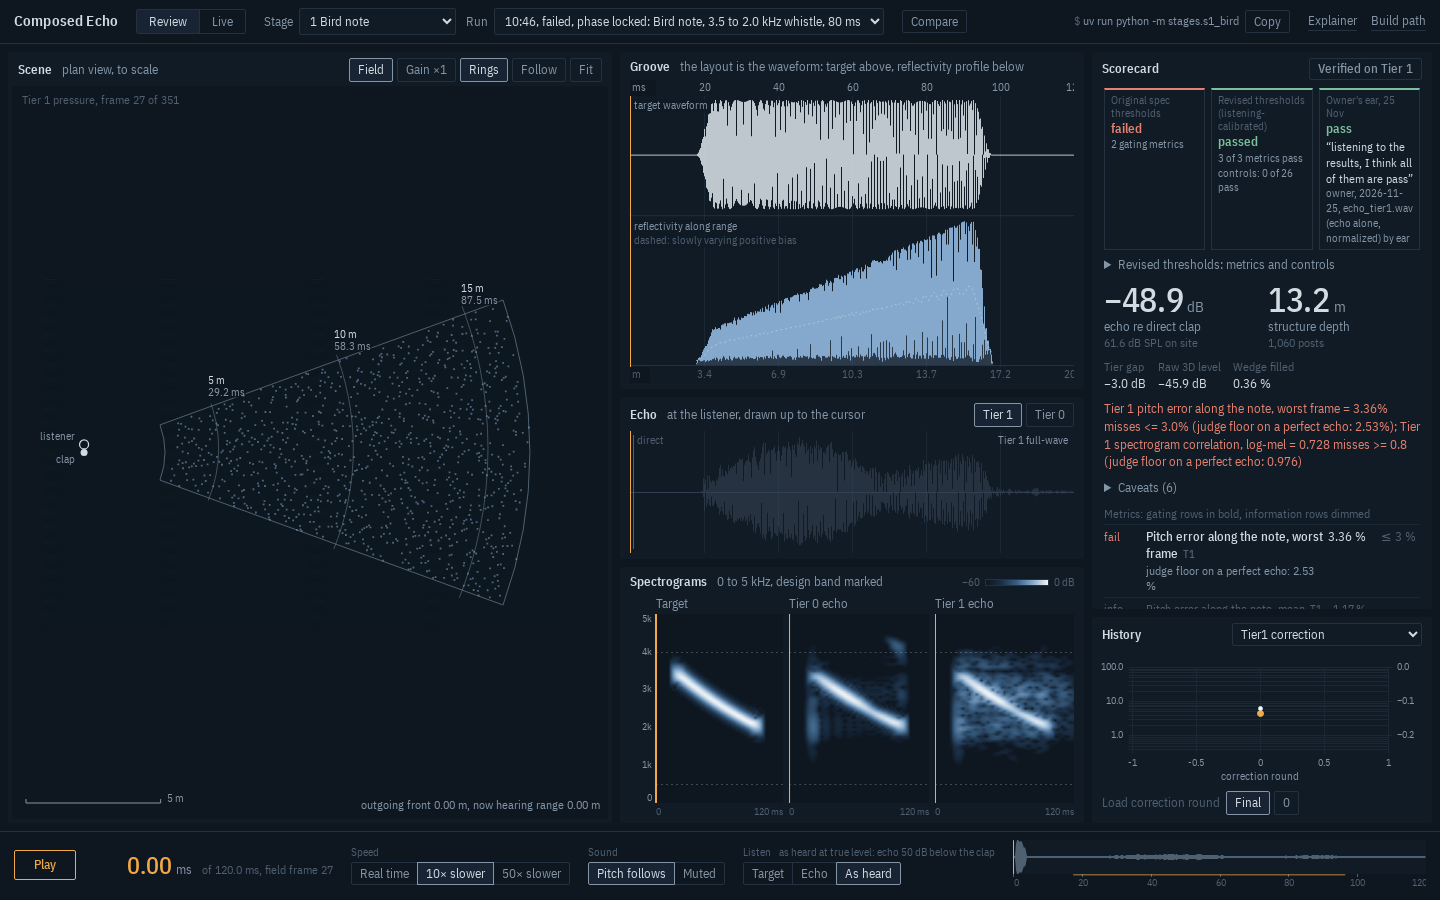 Composed Echo
Review Live
Stage 1 Bird note
Run 10:46, failed, phase locked: Bird note, 3.5 to 2.0 kHz whistle, 80 ms
Compare
$ uv run python -m stages.s1_bird Copy
Explainer Build path
Scene plan view, to scale
Field Gain ×1 Rings Follow Fit
Tier 1 pressure, frame 27 of 351
15 m
87.5 ms
10 m
58.3 ms
5 m
29.2 ms
listener
clap
5 m
outgoing front 0.00 m, now hearing range 0.00 m
Groove the layout is the waveform: target above, reflectivity profile below
ms 20 40 60 80 100
target waveform
reflectivity along range
dashed: slowly varying positive bias
m 3.4 6.9 10.3 13.7 17.2
Echo at the listener, drawn up to the cursor
Tier 1 Tier 0
direct
Tier 1 full-wave
Spectrograms 0 to 5 kHz, design band marked
−60 0 dB
Target Tier 0 echo Tier 1 echo
5k
4k
3k
2k
1k
0
0 120 ms 0 120 ms 0 120 ms
Scorecard
Verified on Tier 1
Original spec
thresholds
failed
2 gating metrics
Revised thresholds
(listening-
calibrated)
passed
3 of 3 metrics pass
controls: 0 of 26
pass
Owner's ear, 25
Nov
pass
“listening to the
results, I think all
of them are pass”
owner, 2026-11-
25, echo_tier1.wav
(echo alone,
normalized) by ear
▶ Revised thresholds: metrics and controls
−48.9 dB
echo re direct clap
61.6 dB SPL on site
13.2 m
structure depth
1,060 posts
Tier gap Raw 3D level Wedge filled
−3.0 dB −45.9 dB 0.36 %
Tier 1 pitch error along the note, worst frame = 3.36%
misses <= 3.0% (judge floor on a perfect echo: 2.53%); Tier
1 spectrogram correlation, log-mel = 0.728 misses >= 0.8
(judge floor on a perfect echo: 0.976)
▶ Caveats (6)
Metrics: gating rows in bold, information rows dimmed
fail Pitch error along the note, worst 3.36 % ≤ 3 %
frame T1
judge floor on a perfect echo: 2.53
%
info Pitch error along the note, mean T1 1.17 %
History
Tier1 correction
100.0 0.0
10.0 −0.1
1.0 −0.2
-1 -0.5 0 0.5 1
correction round
Load correction round Final 0
Play
0.00 ms of 120.0 ms, field frame 27
Speed
Real time 10× slower 50× slower
Sound
Pitch follows Muted
Listen as heard at true level: echo 50 dB below the clap
Target Echo As heard
0 20 40 60 80 100